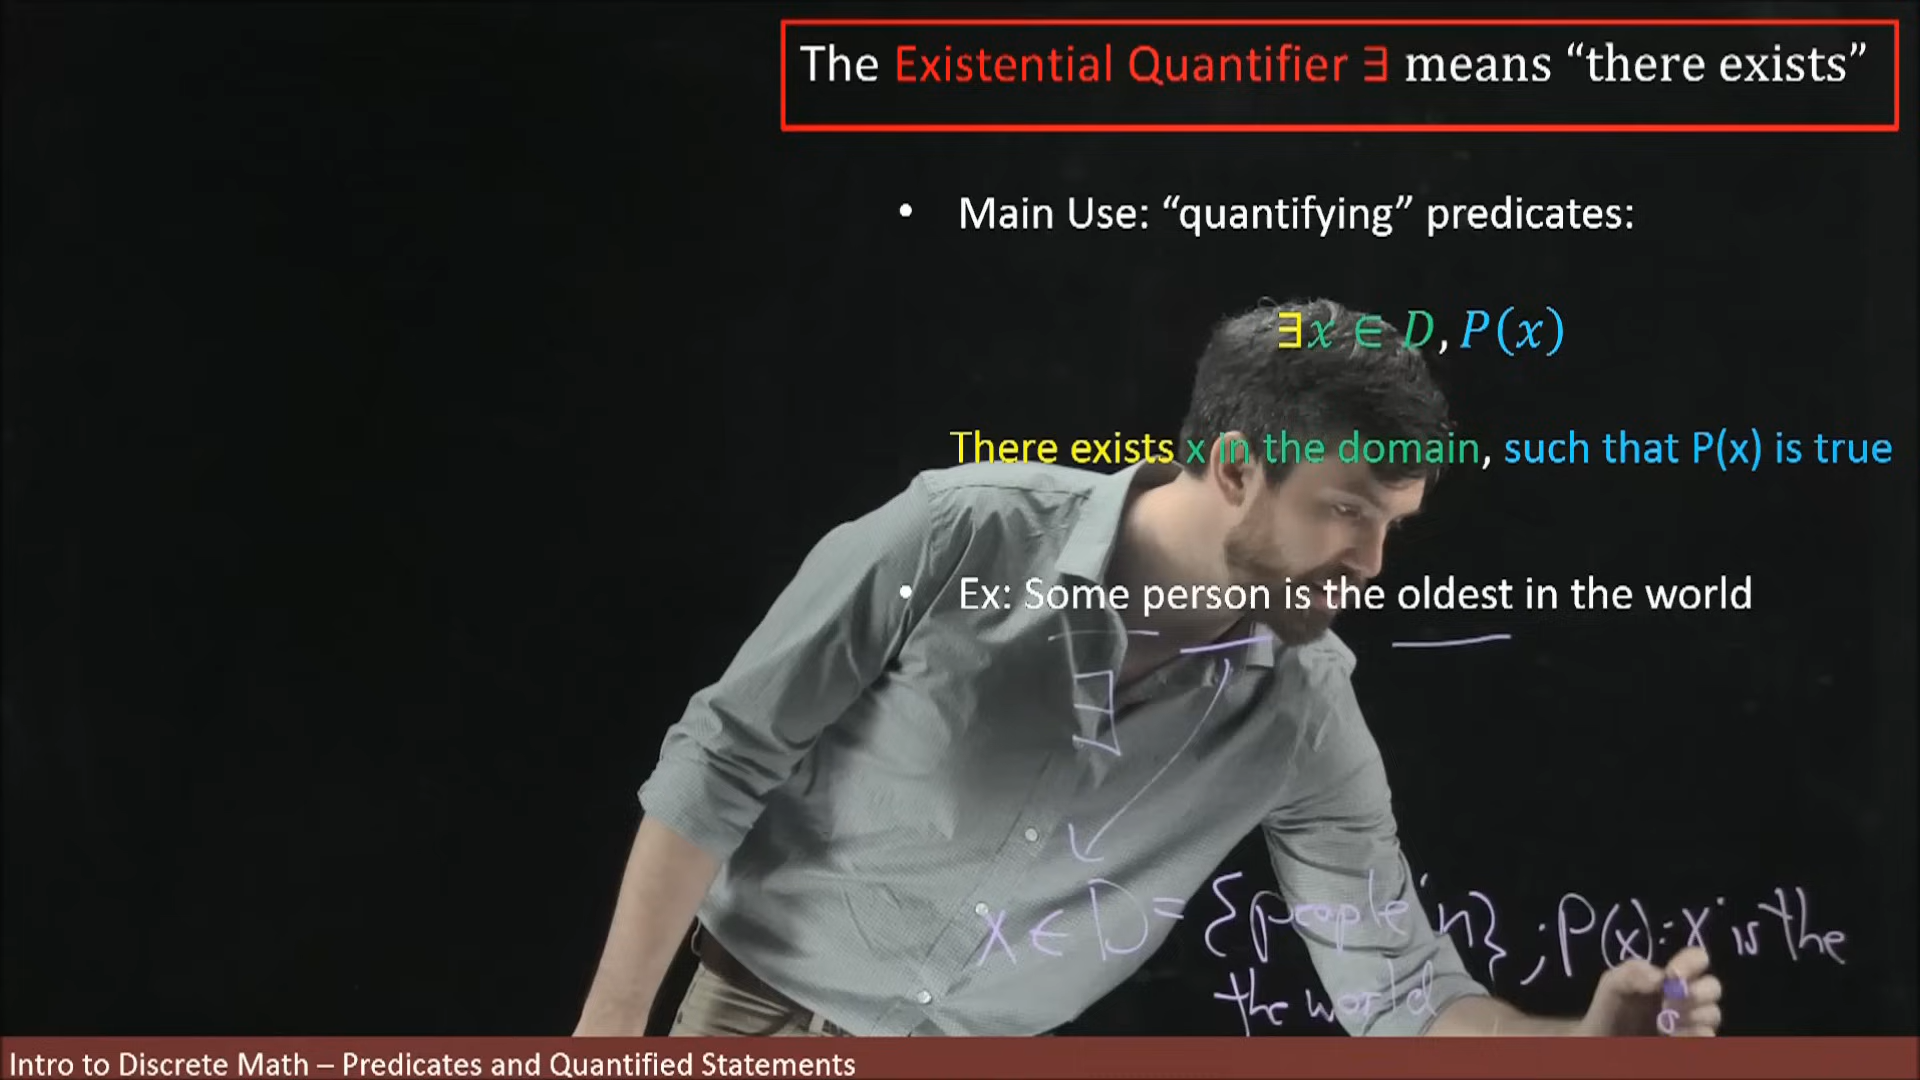 The Existential Quantifier ∃ means “there exists”
• Main Use: “quantifying” predicates:
∃x ∈ D, P(x)
There exists x in the domain, such that P(x) is true
• Ex: Some person is the oldest in the world
∃
x ∈ D = {people in} ; P(x): x is the
the world o
Intro to Discrete Math – Predicates and Quantified Statements